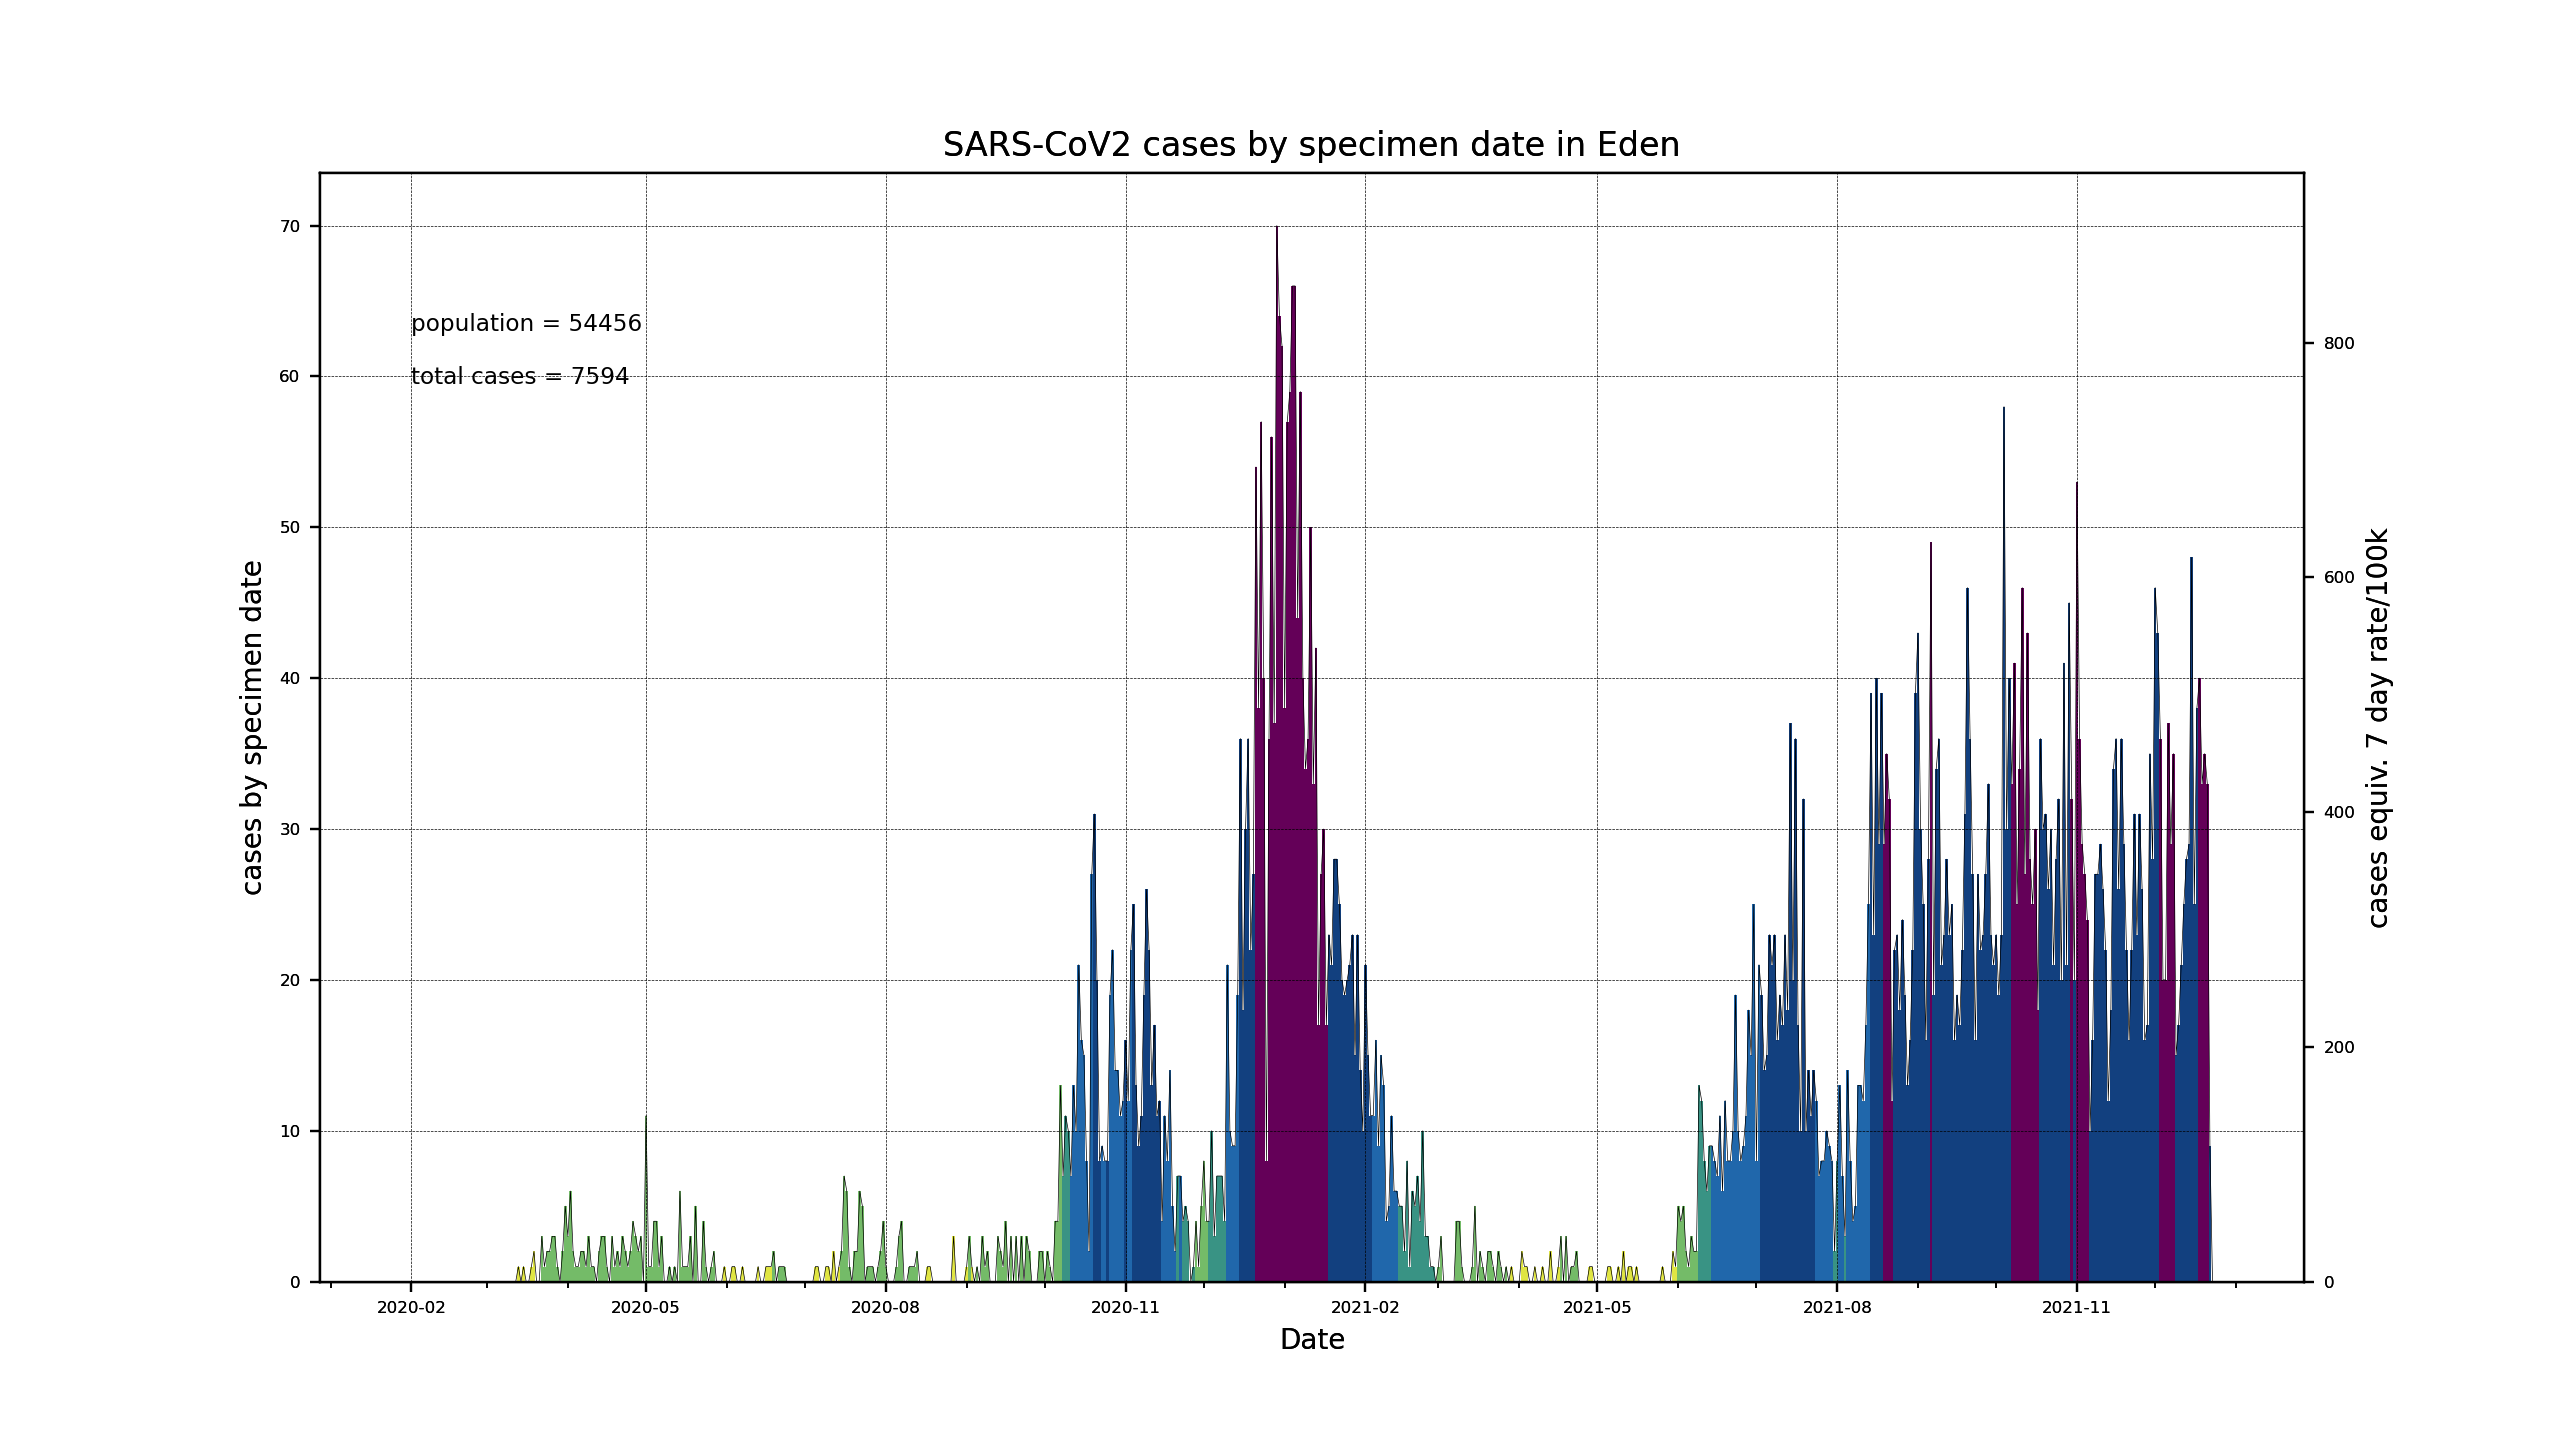 SARS-CoV2 cases by specimen date in Eden
population = 54456
total cases = 7594
cases by specimen date
70
60
50
40
30
20
10
0
cases equiv. 7 day rate/100k
800
600
400
200
0
2020-02 2020-05 2020-08 2020-11 2021-02 2021-05 2021-08 2021-11
Date